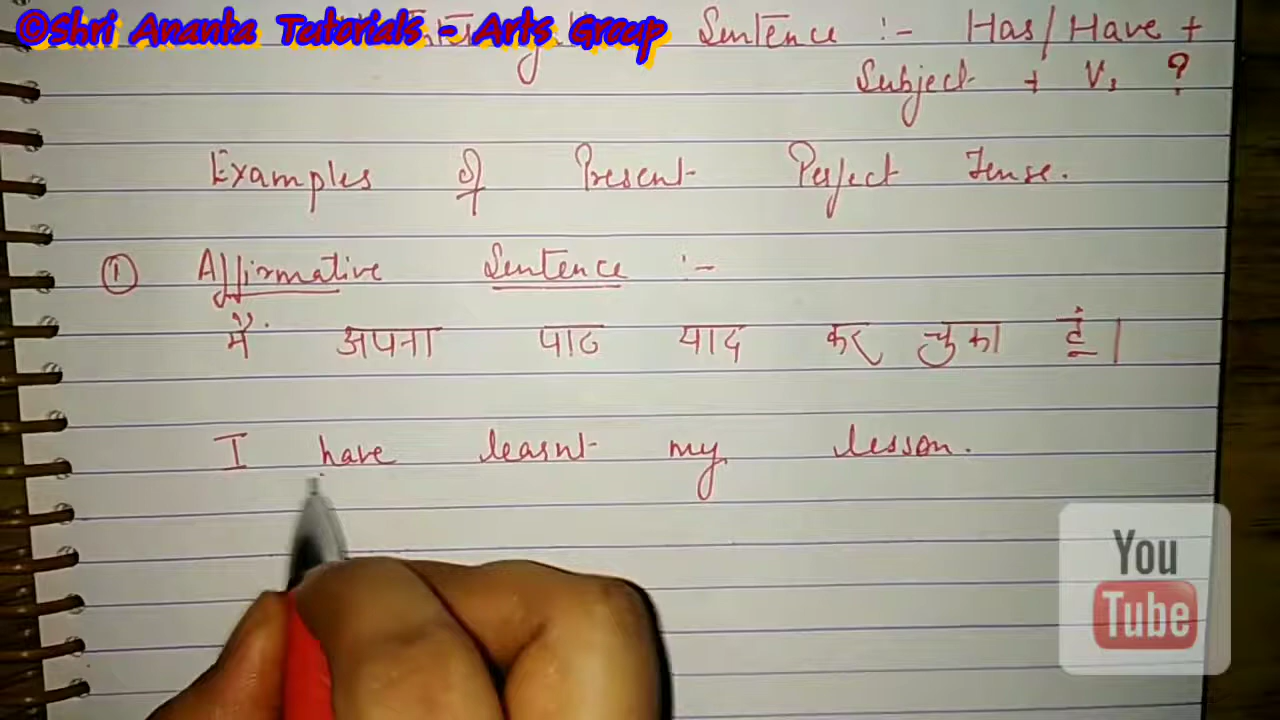 ©Shri Ananta Tutorials - Arts Group
Sentence :- Has/Have +
Subject + V₃ ?
Examples of Present Perfect Tense.
① Affirmative Sentence :-
मैं अपना पाठ याद कर चुका हूं।
I have learnt my lesson.
You
Tube